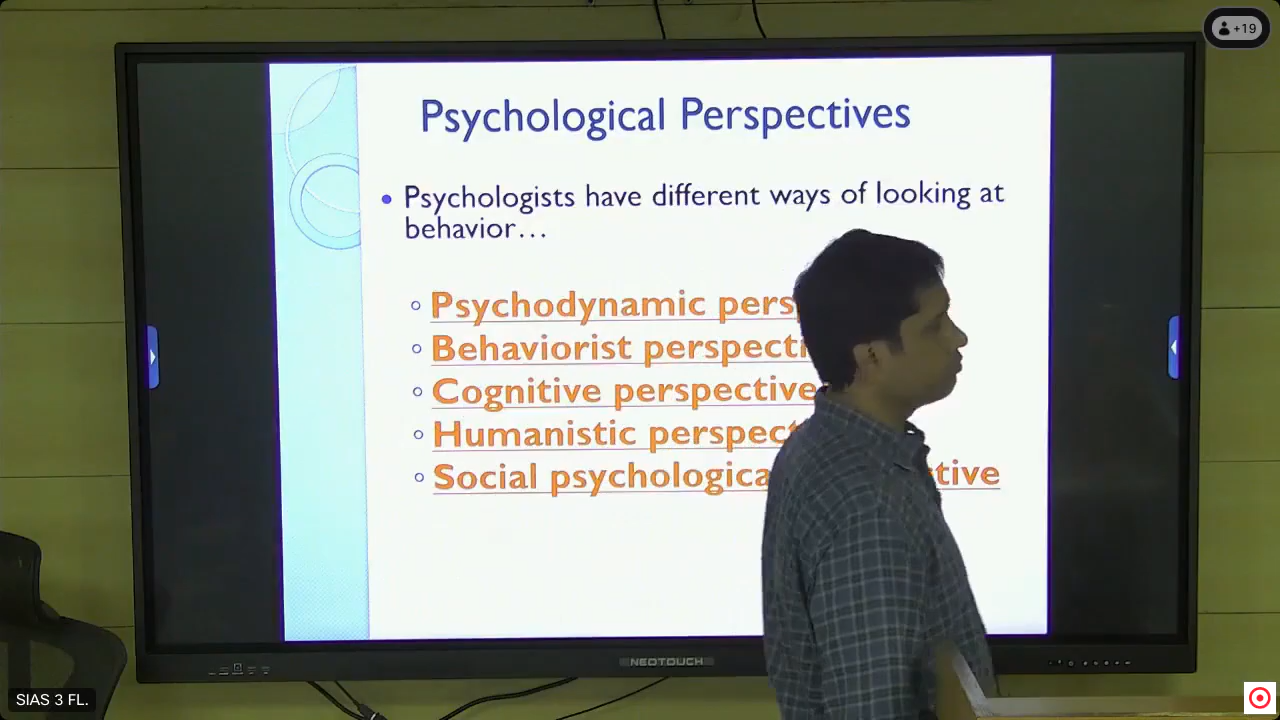 +19
Psychological Perspectives
• Psychologists have different ways of looking at
behavior...
Psychodynamic pers
Behaviorist perspecti
Cognitive perspective
Humanistic perspect
Social psychologica tive
NEOTOUCH
SIAS 3 FL.